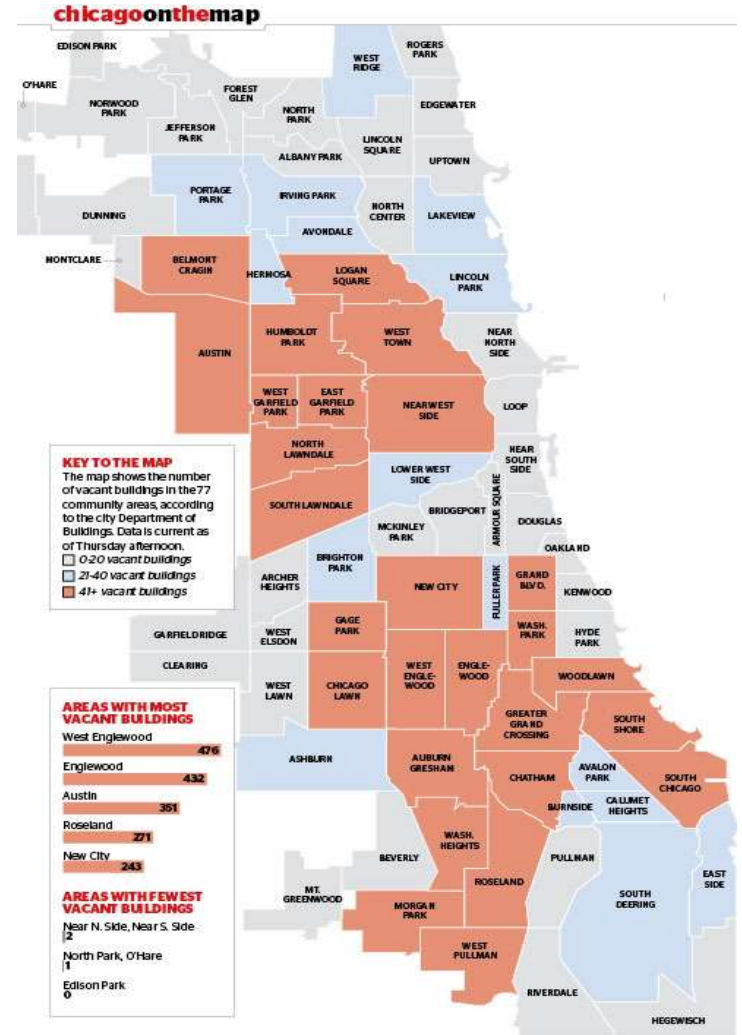 chicagoonthemap
EDISON PARK
ROGERS
PARK
WEST
RIDGE
O'HARE
NORWOOD
PARK
FOREST
GLEN
NORTH
PARK
EDGEWATER
JEFFERSON
PARK
LINCOLN
SQUARE
ALBANY PARK
UPTOWN
PORTAGE
PARK
IRVING PARK
NORTH
CENTER
LAKEVIEW
DUNNING
AVONDALE
MONTCLARE
BELMONT
CRAGIN
HERMOSA
LOGAN
SQUARE
LINCOLN
PARK
AUSTIN
HUMBOLDT
PARK
WEST
TOWN
NEAR
NORTH
SIDE
WEST
GARFIELD
PARK
EAST
GARFIELD
PARK
NEAR WEST
SIDE
LOOP
NORTH
LAWNDALE
NEAR
SOUTH
SIDE
LOWER WEST
SIDE
SOUTH LAWNDALE
ARMOUR SQUARE
BRIDGEPORT
MCKINLEY
PARK
DOUGLAS
OAKLAND
KEY TO THE MAP
The map shows the number
of vacant buildings in the 77
community areas, according
to the city Department of
Buildings. Data is current as
of Thursday afternoon.
0-20 vacant buildings
21-40 vacant buildings
41+ vacant buildings
BRIGHTON
PARK
ARCHER
HEIGHTS
NEW CITY
FULLER PARK
GRAND
BLVD.
KENWOOD
GAGE
PARK
WASH.
PARK
HYDE
PARK
GARFIELD RIDGE
WEST
ELSDON
CLEARING
WEST
LAWN
CHICAGO
LAWN
WEST
ENGLE-
WOOD
ENGLE-
WOOD
WOODLAWN
GREATER
GRAND
CROSSING
SOUTH
SHORE
AREAS WITH MOST
VACANT BUILDINGS
West Englewood
476
Englewood
432
Austin
351
Roseland
271
New City
243
ASHBURN
AUBURN
GRESHAM
CHATHAM
AVALON
PARK
SOUTH
CHICAGO
BURNSIDE
CALUMET
HEIGHTS
WASH.
HEIGHTS
BEVERLY
PULLMAN
ROSELAND
MT.
GREENWOOD
EAST
SIDE
SOUTH
DEERING
MORGAN
PARK
WEST
PULLMAN
AREAS WITH FEWEST
VACANT BUILDINGS
Near N. Side, Near S. Side
2
North Park, O'Hare
1
Edison Park
0
RIVERDALE
HEGEWISCH